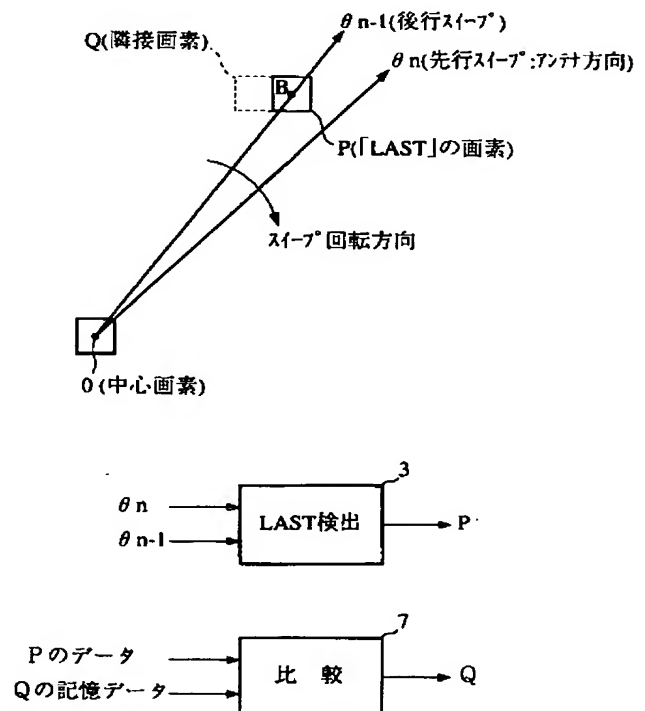 θn-1(後行スイープ)
Q(隣接画素)
θn(先行スイープ:アンテナ方向)
B
P(「LAST」の画素)
スイープ回転方向
0(中心画素)
3
θn
LAST検出
P
θn-1
7
Pのデータ
比 較
Q
Qの記憶データ